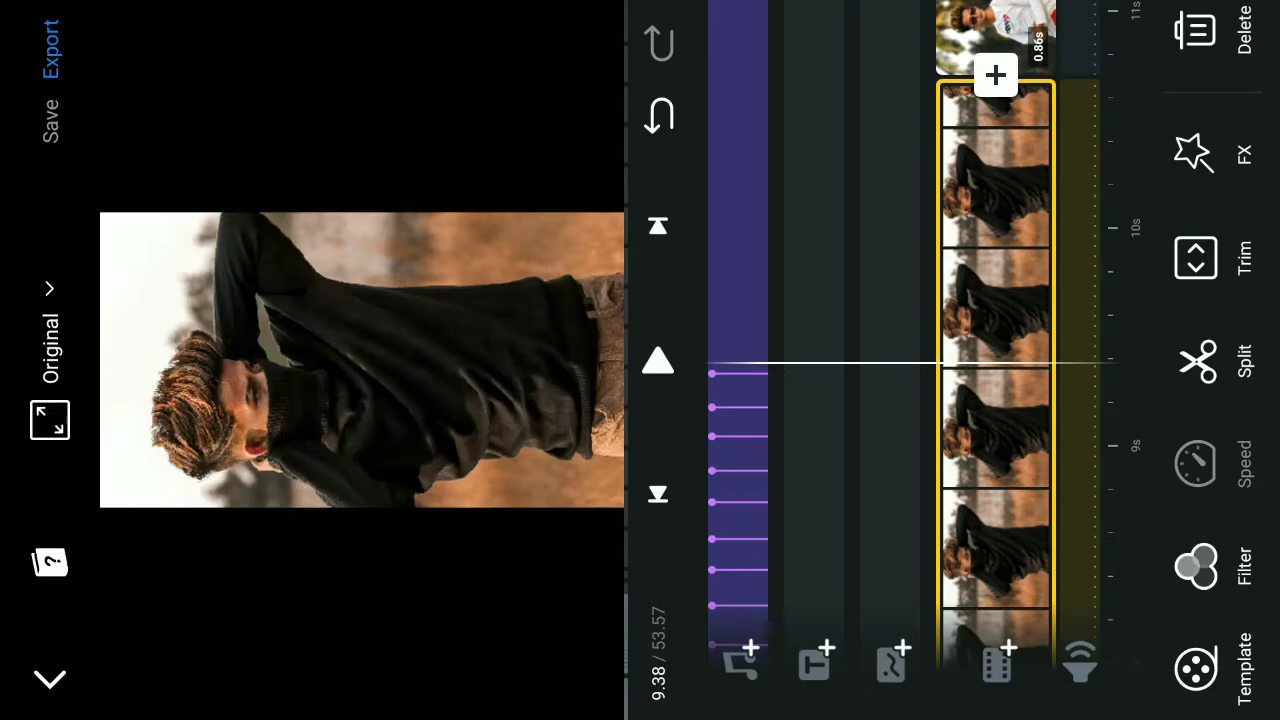 ?
Original
Save
Export
9.38 / 53.57
T
0.86s
9s
10s
11s
Template
Filter
Speed
Split
Trim
FX
Delete